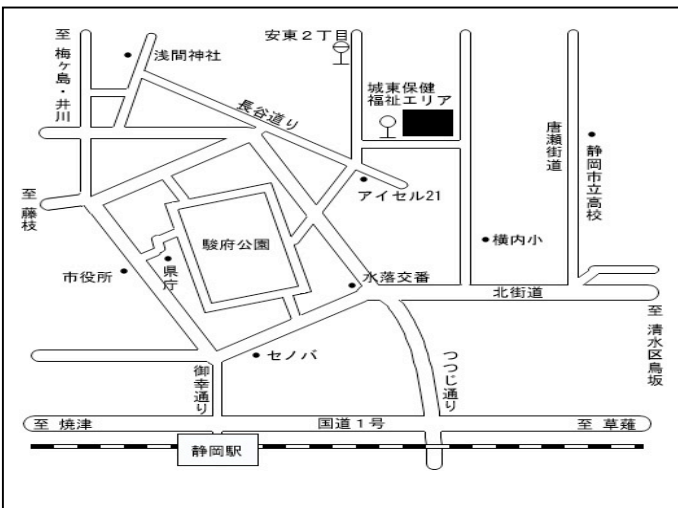 至 梅ヶ島・井川
浅間神社
安東２丁目
城東保健
福祉エリア
長谷道り
唐瀬街道
静岡市立高校
至 藤枝
アイセル21
駿府公園
横内小
市役所
県庁
水落交番
北街道
至 清水区鳥坂
セノバ
御幸通り
つつじ通り
至 焼津
国道１号
至 草薙
静岡駅